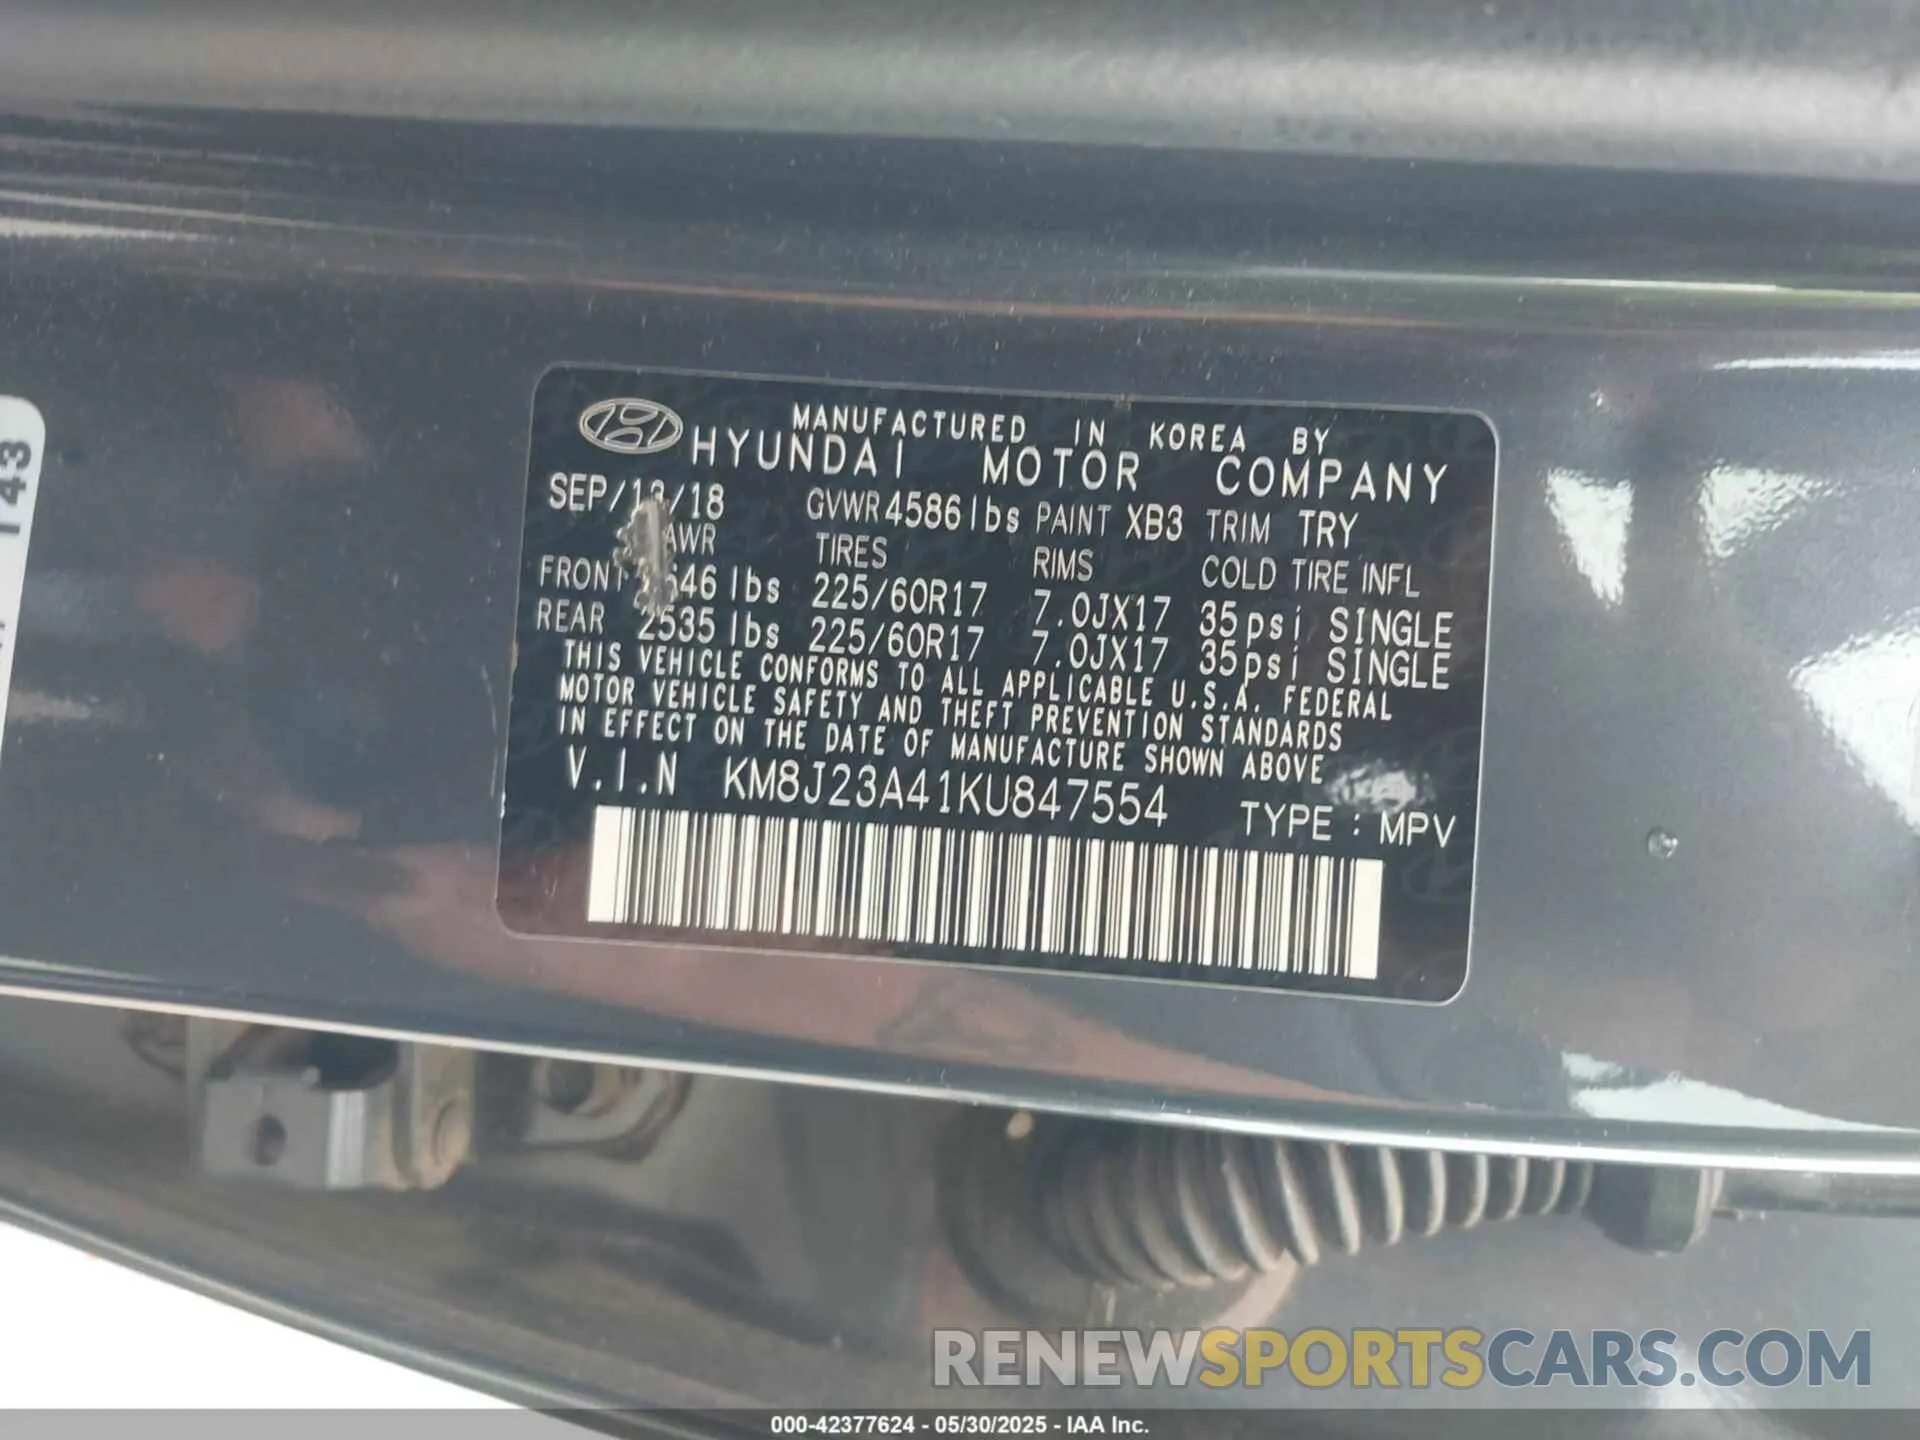 MANUFACTURED IN KOREA BY
HYUNDAI MOTOR COMPANY
/18 GVWR 4586 lbs PAINT XB3 TRIM TRY
TIRES RIMS COLD TIRE INFL
FRONT lbs 225/60R17 7.0JX17 35psi SINGLE
REAR 2535 lbs 225/60R17 7.0JX17 35psi SINGLE
THIS VEHICLE CONFORMS TO ALL APPLICABLE U.S.A. FEDERAL
MOTOR VEHICLE SAFETY AND THEFT PREVENTION STANDARDS
IN EFFECT ON THE DATE OF MANUFACTURE SHOWN ABOVE
V.I.N KM8J23A41KU847554 TYPE : MPV
143
RENEWSPORTSCARS.COM
000-42377624 - 05/30/2025 - IAA Inc.